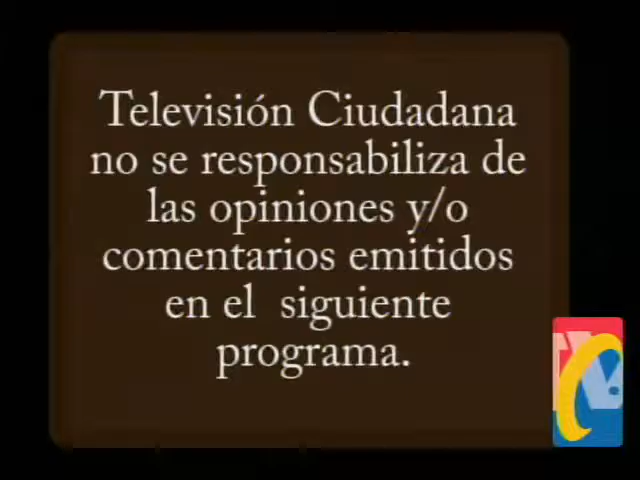 Televisión Ciudadana
no se responsabiliza de
las opiniones y/o
comentarios emitidos
en el siguiente
programa.